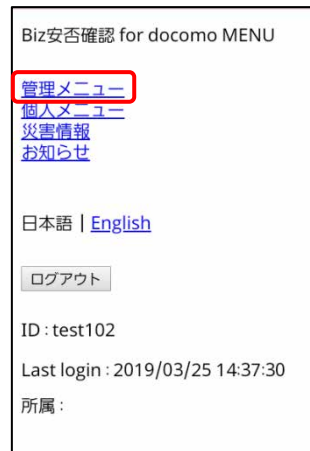 Biz安否確認 for docomo MENU
管理メニュー
個人メニュー
災害情報
お知らせ
日本語 | English
ログアウト
ID : test102
Last login : 2019/03/25 14:37:30
所属 :